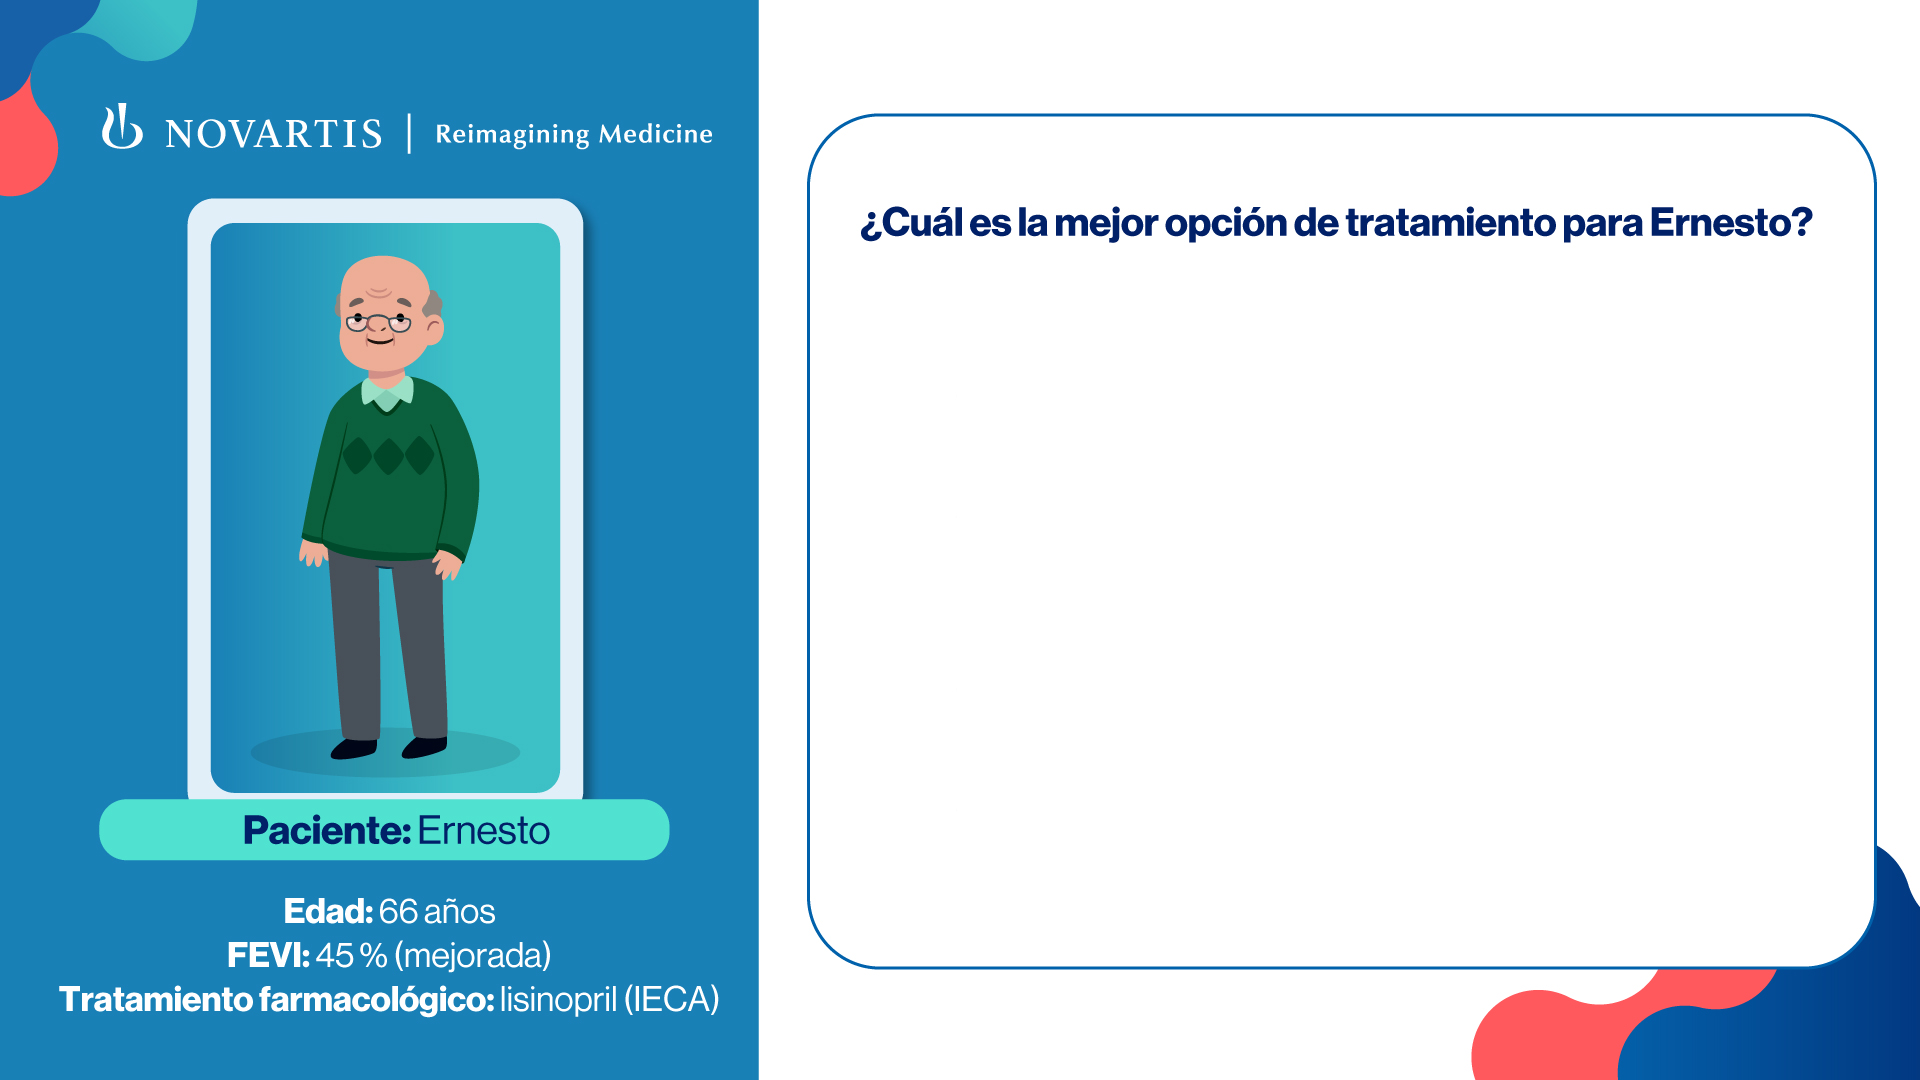 NOVARTIS | Reimagining Medicine
Paciente: Ernesto
Edad: 66 años
FEVI: 45 % (mejorada)
Tratamiento farmacológico: lisinopril (IECA)
¿Cuál es la mejor opción de tratamiento para Ernesto?